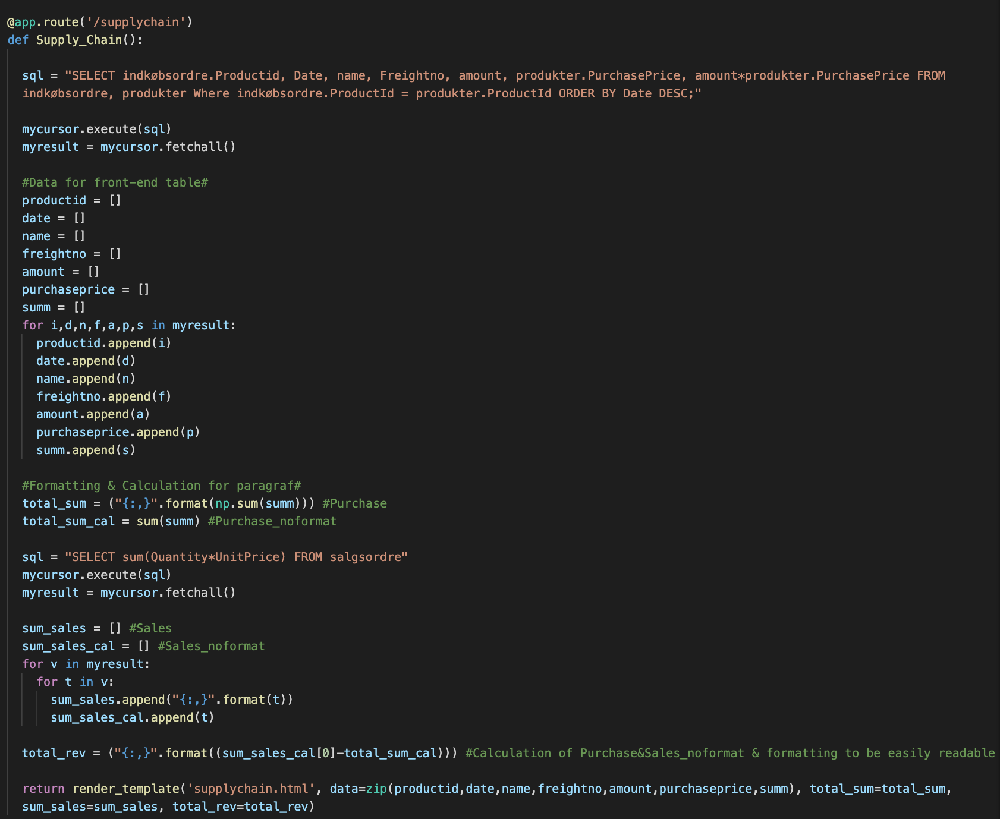 @app.route('/supplychain')
def Supply_Chain():
sql = "SELECT indkøbsordre.Productid, Date, name, Freightno, amount, produkter.PurchasePrice, amount*produkter.PurchasePrice FROM
indkøbsordre, produkter Where indkøbsordre.ProductId = produkter.ProductId ORDER BY Date DESC;"
mycursor.execute(sql)
myresult = mycursor.fetchall()
#Data for front-end table#
productid = []
date = []
name = []
freightno = []
amount = []
purchaseprice = []
summ = []
for i,d,n,f,a,p,s in myresult:
productid.append(i)
date.append(d)
name.append(n)
freightno.append(f)
amount.append(a)
purchaseprice.append(p)
summ.append(s)
#Formatting & Calculation for paragraf#
total_sum = ("{:,}".format(np.sum(summ))) #Purchase
total_sum_cal = sum(summ) #Purchase_noformat
sql = "SELECT sum(Quantity*UnitPrice) FROM salgsordre"
mycursor.execute(sql)
myresult = mycursor.fetchall()
sum_sales = [] #Sales
sum_sales_cal = [] #Sales_noformat
for v in myresult:
for t in v:
sum_sales.append("{:,}".format(t))
sum_sales_cal.append(t)
total_rev = ("{:,}".format((sum_sales_cal[0]-total_sum_cal))) #Calculation of Purchase&Sales_noformat & formatting to be easily readable
return render_template('supplychain.html', data=zip(productid,date,name,freightno,amount,purchaseprice,summ), total_sum=total_sum,
sum_sales=sum_sales, total_rev=total_rev)